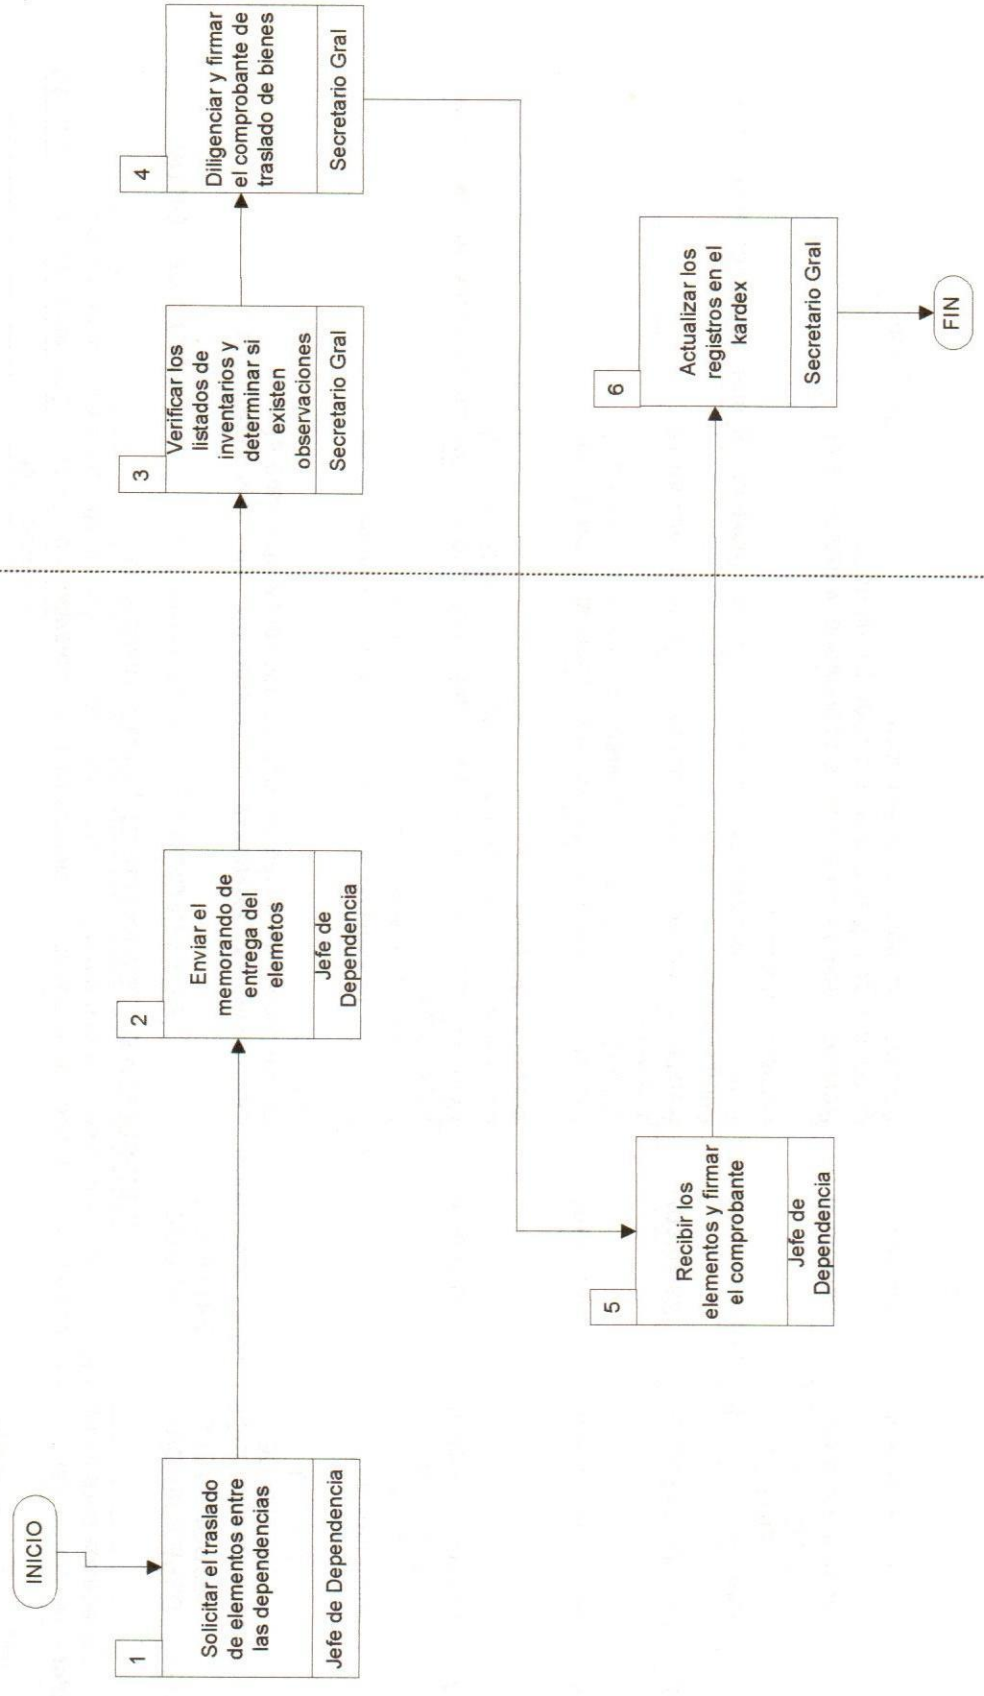 INICIO
1
Solicitar el traslado
de elementos entre
las dependencias
Jefe de Dependencia
2
Enviar el
memorando de
entrega del
elemetos
Jefe de
Dependencia
3
Verificar los
listados de
inventarios y
determinar si
existen
observaciones
Secretario Gral
4
Diligenciar y firmar
el comprobante de
traslado de bienes
Secretario Gral
5
Recibir los
elementos y firmar
el comprobante
Jefe de
Dependencia
6
Actualizar los
registros en el
kardex
Secretario Gral
FIN